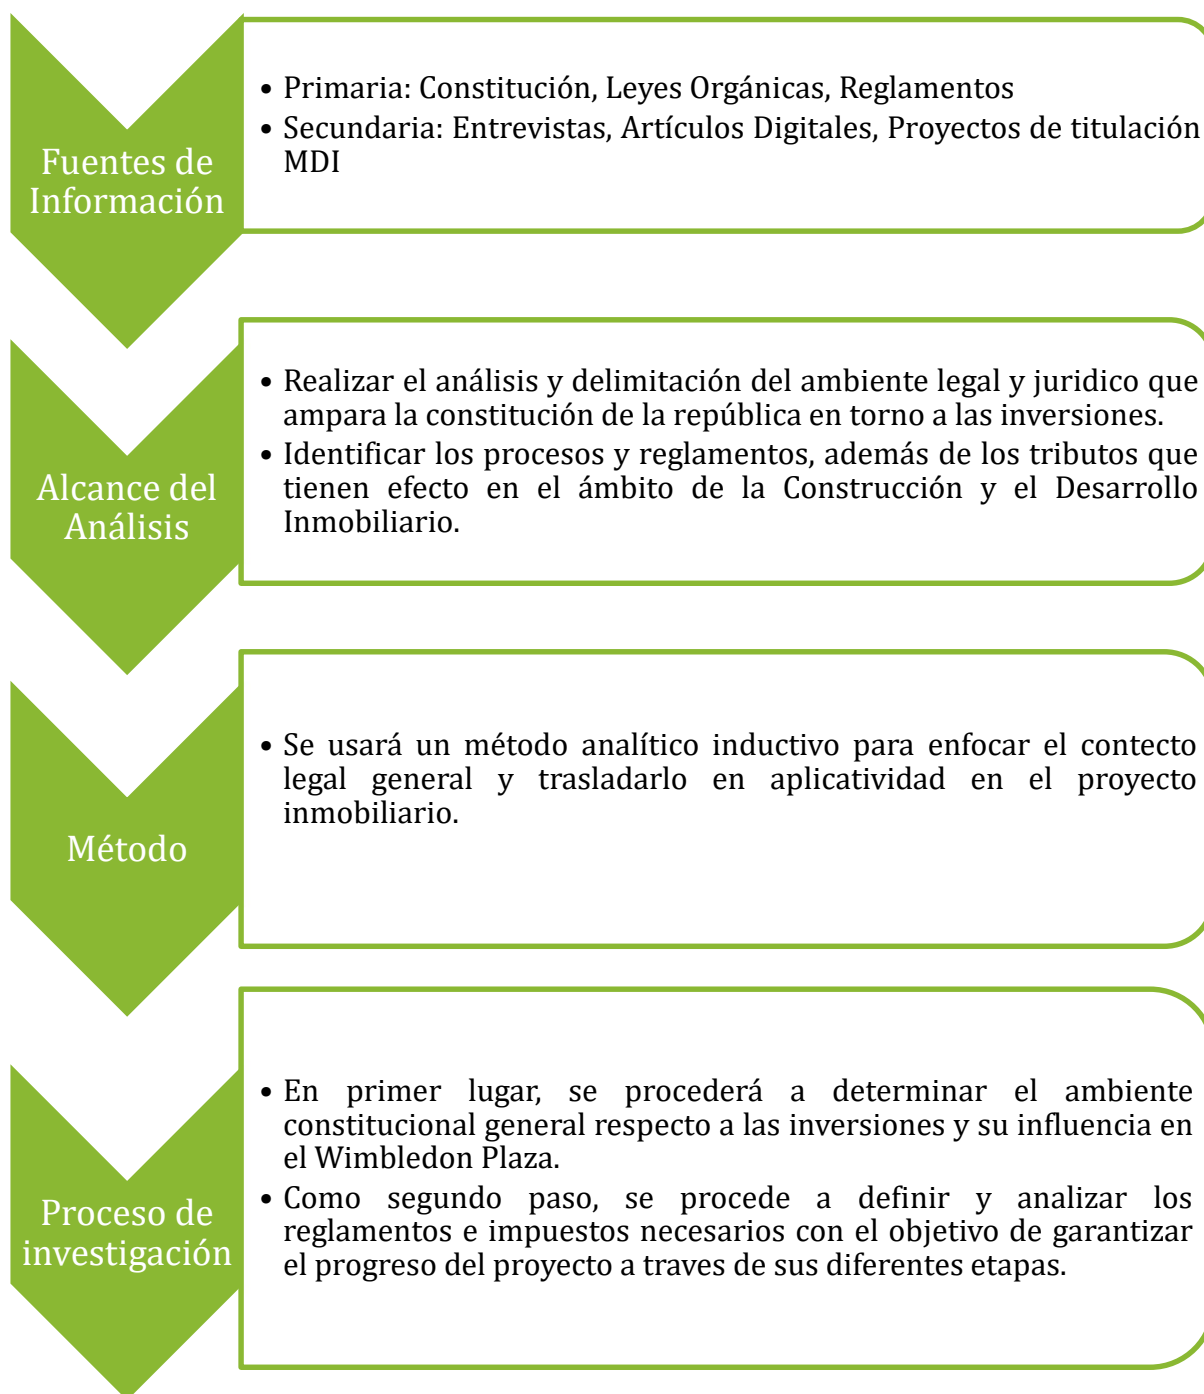 Fuentes de
Información
• Primaria: Constitución, Leyes Orgánicas, Reglamentos
• Secundaria: Entrevistas, Artículos Digitales, Proyectos de titulación
MDI
Alcance del
Análisis
• Realizar el análisis y delimitación del ambiente legal y juridico que
ampara la constitución de la república en torno a las inversiones.
• Identificar los procesos y reglamentos, además de los tributos que
tienen efecto en el ámbito de la Construcción y el Desarrollo
Inmobiliario.
Método
• Se usará un método analítico inductivo para enfocar el contecto
legal general y trasladarlo en aplicatividad en el proyecto
inmobiliario.
Proceso de
investigación
• En primer lugar, se procederá a determinar el ambiente
constitucional general respecto a las inversiones y su influencia en
el Wimbledon Plaza.
• Como segundo paso, se procede a definir y analizar los
reglamentos e impuestos necesarios con el objetivo de garantizar
el progreso del proyecto a traves de sus diferentes etapas.